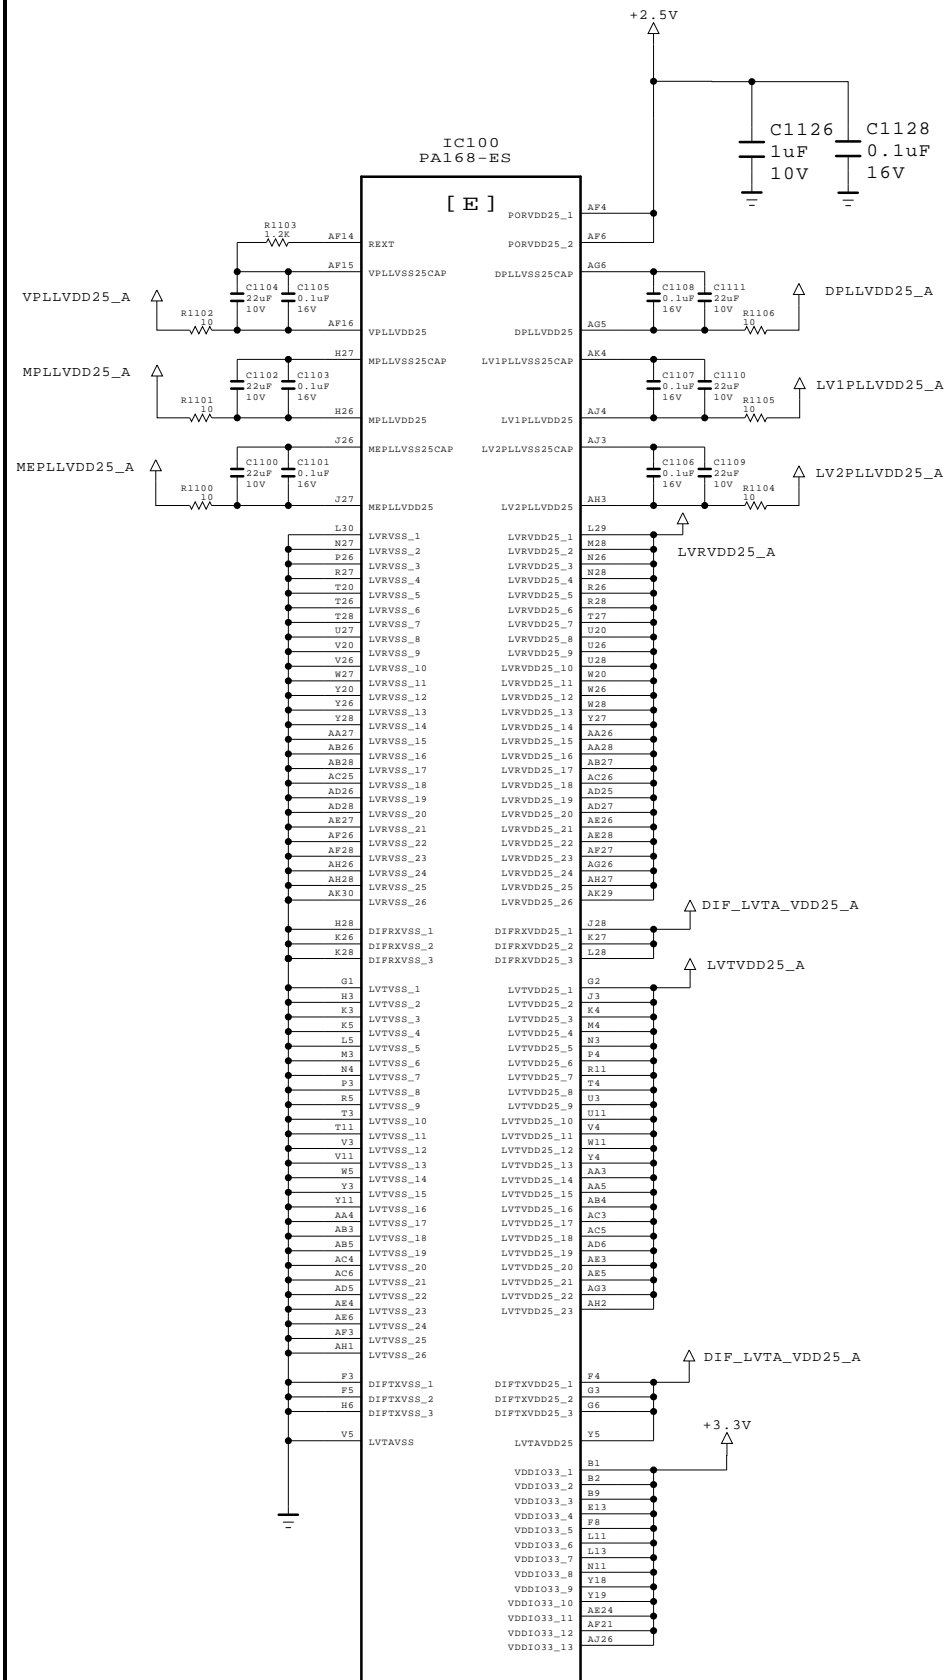 +2.5V
C1126
1uF
10V
C1128
0.1uF
16V
IC100
PA168-ES
[E]
AF14 REXT PORVDD25_1 AF4
R1103
1.2K
PORVDD25_2 AF6
AF15 VPLLVSS25CAP DPLLVSS25CAP AG6
VPLLVDD25_A
R1102
10
C1104
22uF
10V
C1105
0.1uF
16V
C1108
0.1uF
16V
C1111
22uF
10V
R1106
10
DPLLVDD25_A
AF16 VPLLVDD25 DPLLVDD25 AG5
H27 MPLLVSS25CAP LV1PLLVSS25CAP AK4
MPLLVDD25_A
R1101
10
C1102
22uF
10V
C1103
0.1uF
16V
C1107
0.1uF
16V
C1110
22uF
10V
R1105
10
LV1PLLVDD25_A
H26 MPLLVDD25 LV1PLLVDD25 AJ4
J26 MEPLLVSS25CAP LV2PLLVSS25CAP AJ3
MEPLLVDD25_A
R1100
10
C1100
22uF
10V
C1101
0.1uF
16V
C1106
0.1uF
16V
C1109
22uF
10V
R1104
10
LV2PLLVDD25_A
J27 MEPLLVDD25 LV2PLLVDD25 AH3
LVRVDD25_A
L30 LVRVSS_1 LVRVDD25_1 L29
N27 LVRVSS_2 LVRVDD25_2 M28
P26 LVRVSS_3 LVRVDD25_3 N26
R27 LVRVSS_4 LVRVDD25_4 N28
T20 LVRVSS_5 LVRVDD25_5 R26
T26 LVRVSS_6 LVRVDD25_6 R28
T28 LVRVSS_7 LVRVDD25_7 T27
U27 LVRVSS_8 LVRVDD25_8 U20
V20 LVRVSS_9 LVRVDD25_9 U26
V26 LVRVSS_10 LVRVDD25_10 U28
W27 LVRVSS_11 LVRVDD25_11 W20
Y20 LVRVSS_12 LVRVDD25_12 W26
Y26 LVRVSS_13 LVRVDD25_13 W28
Y28 LVRVSS_14 LVRVDD25_14 Y27
AA27 LVRVSS_15 LVRVDD25_15 AA26
AB26 LVRVSS_16 LVRVDD25_16 AA28
AB28 LVRVSS_17 LVRVDD25_17 AB27
AC25 LVRVSS_18 LVRVDD25_18 AC26
AD26 LVRVSS_19 LVRVDD25_19 AD25
AD28 LVRVSS_20 LVRVDD25_20 AD27
AE27 LVRVSS_21 LVRVDD25_21 AE26
AF26 LVRVSS_22 LVRVDD25_22 AE28
AF28 LVRVSS_23 LVRVDD25_23 AF27
AH26 LVRVSS_24 LVRVDD25_24 AG26
AH28 LVRVSS_25 LVRVDD25_25 AH27
AK30 LVRVSS_26 LVRVDD25_26 AK29
DIF_LVTA_VDD25_A
H28 DIFRXVSS_1 DIFRXVDD25_1 J28
K26 DIFRXVSS_2 DIFRXVDD25_2 K27
K28 DIFRXVSS_3 DIFRXVDD25_3 L28
LVTVDD25_A
G1 LVTVSS_1 LVTVDD25_1 G2
H3 LVTVSS_2 LVTVDD25_2 J3
K3 LVTVSS_3 LVTVDD25_3 K4
K5 LVTVSS_4 LVTVDD25_4 M4
L5 LVTVSS_5 LVTVDD25_5 N3
M3 LVTVSS_6 LVTVDD25_6 P4
N4 LVTVSS_7 LVTVDD25_7 R11
P3 LVTVSS_8 LVTVDD25_8 T4
R5 LVTVSS_9 LVTVDD25_9 U3
T3 LVTVSS_10 LVTVDD25_10 U11
T11 LVTVSS_11 LVTVDD25_11 V4
V3 LVTVSS_12 LVTVDD25_12 W11
V11 LVTVSS_13 LVTVDD25_13 Y4
W5 LVTVSS_14 LVTVDD25_14 AA3
Y3 LVTVSS_15 LVTVDD25_15 AA5
Y11 LVTVSS_16 LVTVDD25_16 AB4
AA4 LVTVSS_17 LVTVDD25_17 AC3
AB3 LVTVSS_18 LVTVDD25_18 AC5
AB5 LVTVSS_19 LVTVDD25_19 AD6
AC4 LVTVSS_20 LVTVDD25_20 AE3
AC6 LVTVSS_21 LVTVDD25_21 AE5
AD5 LVTVSS_22 LVTVDD25_22 AG3
AE4 LVTVSS_23 LVTVDD25_23 AH2
AE6 LVTVSS_24
AF3 LVTVSS_25
AH1 LVTVSS_26
DIF_LVTA_VDD25_A
F3 DIFTXVSS_1 DIFTXVDD25_1 F4
F5 DIFTXVSS_2 DIFTXVDD25_2 G3
H6 DIFTXVSS_3 DIFTXVDD25_3 G6
V5 LVTAVSS LVTAVDD25 Y5
+3.3V
VDDIO33_1 B1
VDDIO33_2 B2
VDDIO33_3 B9
VDDIO33_4 E13
VDDIO33_5 F8
VDDIO33_6 L11
VDDIO33_7 L13
VDDIO33_8 N11
VDDIO33_9 Y18
VDDIO33_10 Y19
VDDIO33_11 AE24
VDDIO33_12 AF21
VDDIO33_13 AJ26